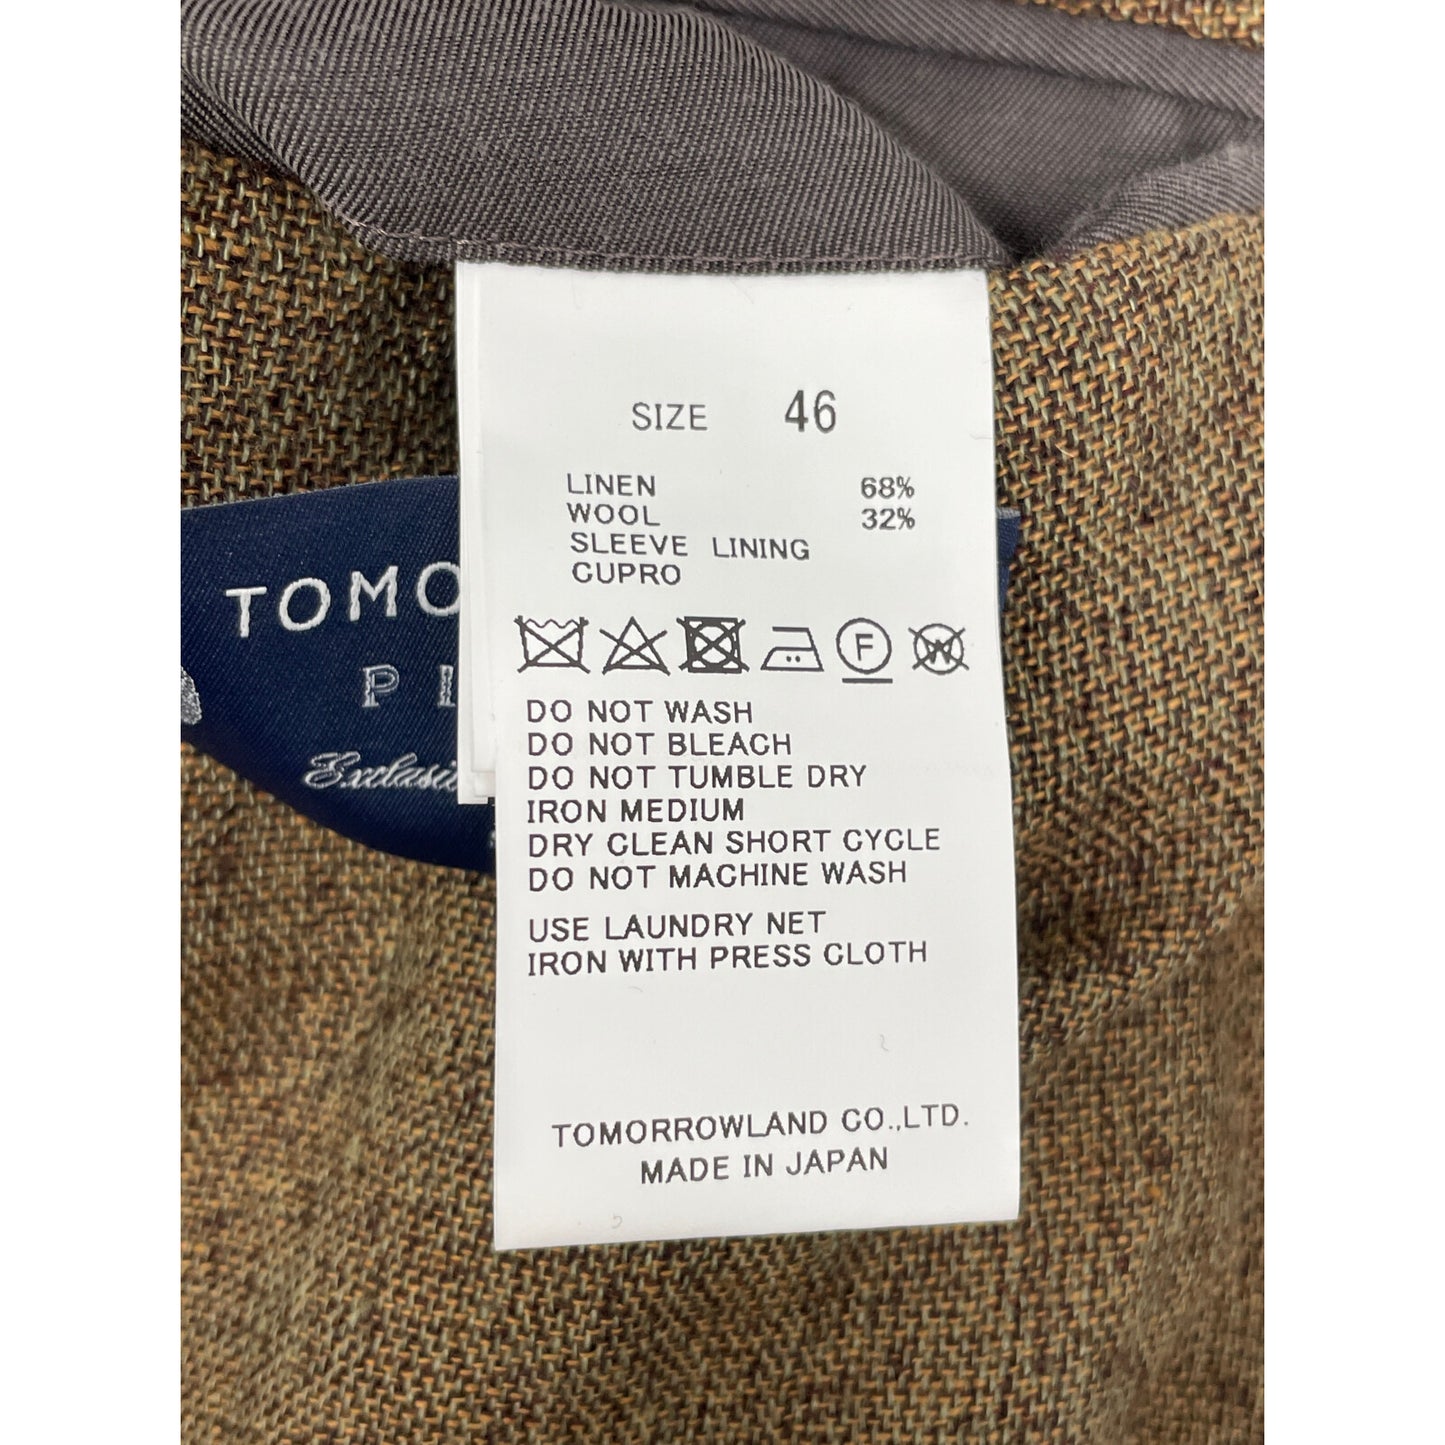 SIZE 46
LINEN 68%
WOOL 32%
SLEEVE LINING
CUPRO
F
W
DO NOT WASH
DO NOT BLEACH
DO NOT TUMBLE DRY
IRON MEDIUM
DRY CLEAN SHORT CYCLE
DO NOT MACHINE WASH
USE LAUNDRY NET
IRON WITH PRESS CLOTH
TOMORROWLAND CO.,LTD.
MADE IN JAPAN
TOMO
PI
Exclusi